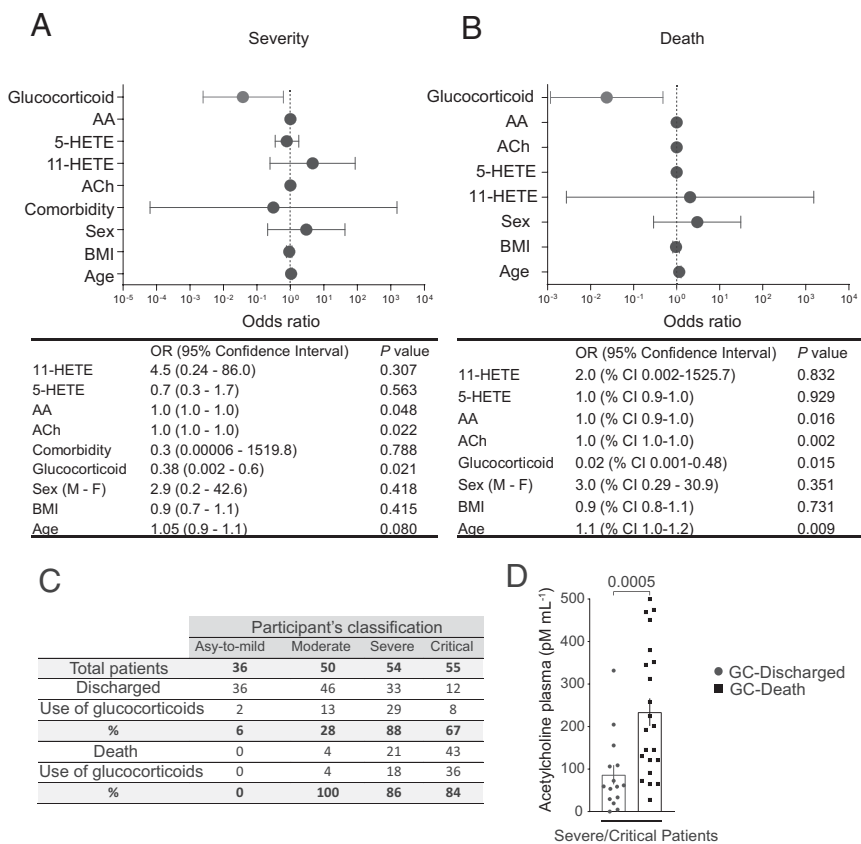 A
Severity
Glucocorticoid
AA
5-HETE
11-HETE
ACh
Comorbidity
Sex
BMI
Age
10-5 10-4 10-3 10-2 10-1 100 101 102 103 104
Odds ratio
OR (95% Confidence Interval) P value
11-HETE 4.5 (0.24 - 86.0) 0.307
5-HETE 0.7 (0.3 - 1.7) 0.563
AA 1.0 (1.0 - 1.0) 0.048
ACh 1.0 (1.0 - 1.0) 0.022
Comorbidity 0.3 (0.00006 - 1519.8) 0.788
Glucocorticoid 0.38 (0.002 - 0.6) 0.021
Sex (M - F) 2.9 (0.2 - 42.6) 0.418
BMI 0.9 (0.7 - 1.1) 0.415
Age 1.05 (0.9 - 1.1) 0.080
B
Death
Glucocorticoid
AA
ACh
5-HETE
11-HETE
Sex
BMI
Age
10-3 10-2 10-1 100 101 102 103 104
Odds ratio
OR (95% Confidence Interval) P value
11-HETE 2.0 (% CI 0.002-1525.7) 0.832
5-HETE 1.0 (% CI 0.9-1.0) 0.929
AA 1.0 (% CI 0.9-1.0) 0.016
ACh 1.0 (% CI 1.0-1.0) 0.002
Glucocorticoid 0.02 (% CI 0.001-0.48) 0.015
Sex (M - F) 3.0 (% CI 0.29 - 30.9) 0.351
BMI 0.9 (% CI 0.8-1.1) 0.731
Age 1.1 (% CI 1.0-1.2) 0.009
C
Participant's classification
Asy-to-mild Moderate Severe Critical
Total patients 36 50 54 55
Discharged 36 46 33 12
Use of glucocorticoids 2 13 29 8
% 6 28 88 67
Death 0 4 21 43
Use of glucocorticoids 0 4 18 36
% 0 100 86 84
D
0.0005
Acetylcholine plasma (pM mL-1)
500
400
300
200
100
0
GC-Discharged
GC-Death
Severe/Critical Patients